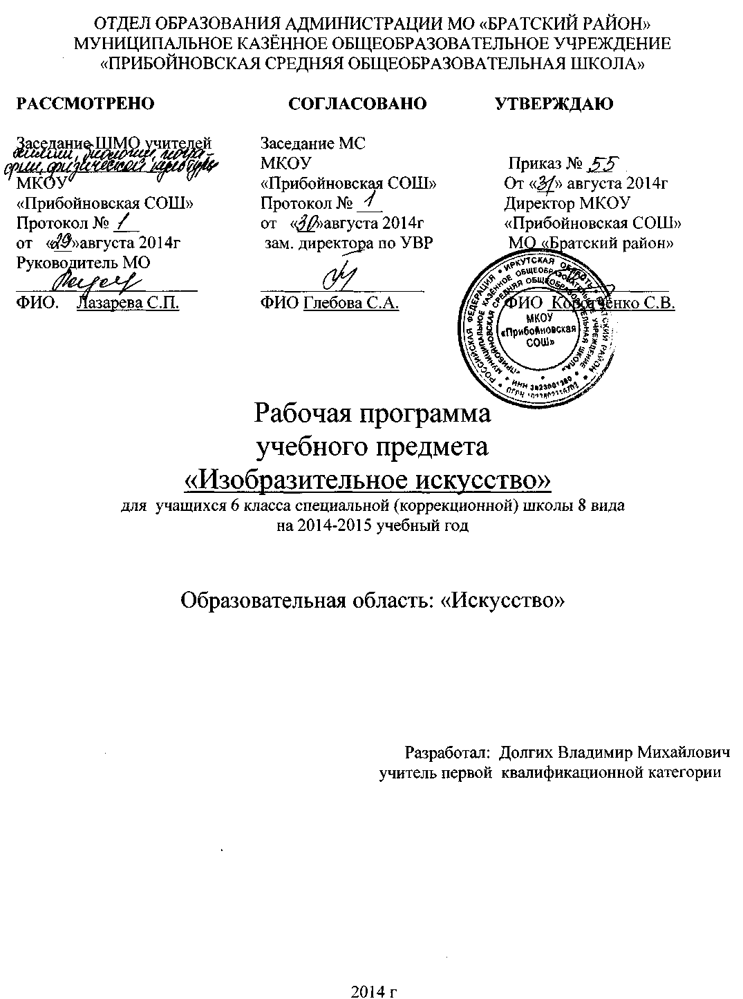 ОТДЕЛ ОБРАЗОВАНИЯ АДМИНИСТРАЦИИ МО «БРАТСКИЙ РАЙОН»
МУНИЦИПАЛЬНОЕ КАЗЁННОЕ ОБЩЕОБРАЗОВАТЕЛЬНОЕ УЧРЕЖДЕНИЕ
«ПРИБОЙНОВСКАЯ СРЕДНЯЯ ОБЩЕОБРАЗОВАТЕЛЬНАЯ ШКОЛА»
РАССМОТРЕНО
Заседание ШМО учителей
химии, биологии, геогра-
фии, физической культуры
МКОУ
«Прибойновская СОШ»
Протокол № 1
от «29»августа 2014г
Руководитель МО
ФИО. Лазарева С.П.
СОГЛАСОВАНО
Заседание МС
МКОУ
«Прибойновская СОШ»
Протокол № 1
от «30»августа 2014г
зам. директора по УВР
ФИО Глебова С.А.
УТВЕРЖДАЮ
Приказ № 55
От «31» августа 2014г
Директор МКОУ
«Прибойновская СОШ»
МО «Братский район»
ФИО Коротченко С.В.
РОССИЙСКАЯ ФЕДЕРАЦИЯ • ИРКУТСКАЯ ОБЛАСТЬ • БРАТСКИЙ РАЙОН
МУНИЦИПАЛЬНОЕ КАЗЁННОЕ ОБЩЕОБРАЗОВАТЕЛЬНОЕ УЧРЕЖДЕНИЕ
«ПРИБОЙНОВСКАЯ СРЕДНЯЯ ОБЩЕОБРАЗОВАТЕЛЬНАЯ ШКОЛА»
ИНН
ОГРН
МКОУ
«Прибойновская
СОШ»
Рабочая программа
учебного предмета
«Изобразительное искусство»
для учащихся 6 класса специальной (коррекционной) школы 8 вида
на 2014-2015 учебный год
Образовательная область: «Искусство»
Разработал: Долгих Владимир Михайлович
учитель первой квалификационной категории
2014 г